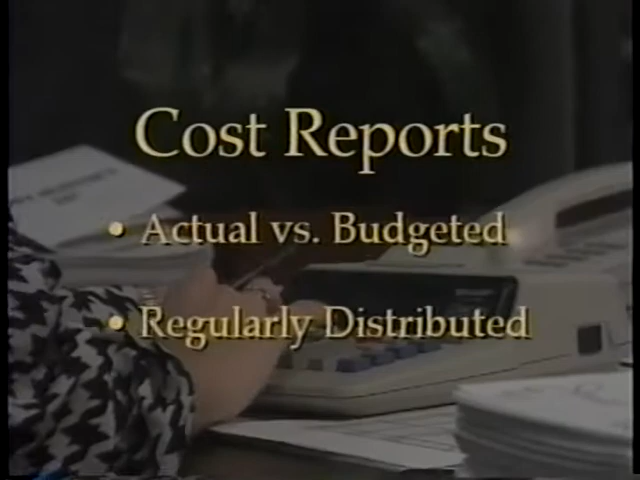 Cost Reports
• Actual vs. Budgeted
• Regularly Distributed